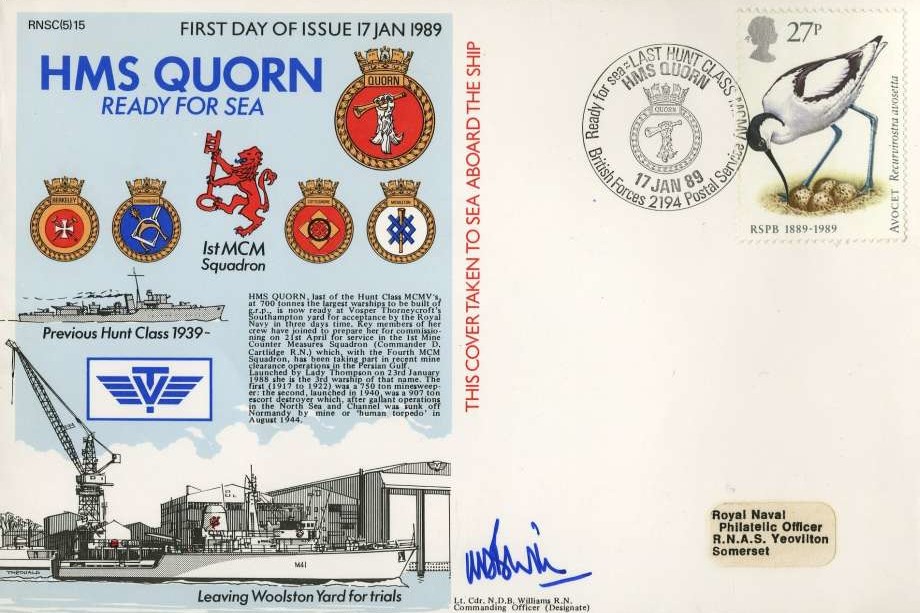 RNSC(5)15
FIRST DAY OF ISSUE 17 JAN 1989
HMS QUORN
READY FOR SEA
QUORN
BRINGLEY
COTTESMORE
MIDDLETON
1st MCM
Squadron
Previous Hunt Class 1939-
HMS QUORN, last of the Hunt Class MCMV's,
at 700 tonnes the largest warships to be built of
g.r.p., is now ready at Vosper Thorneycroft's
Southampton yard for acceptance by the Royal
Navy in three days time. Key members of her
crew have joined to prepare her for commissio-
ning on 21st April for service in the 1st Mine
Counter Measures Squadron (Commander D.
Cartlidge R.N.) which, with the Fourth MCM
Squadron, has been taking part in recent mine
clearance operations in the Persian Gulf.
Launched by Lady Thompson on 23rd January
1988 she is the 3rd warship of that name. The
first (1917 to 1922) was a 750 ton minesweep-
er: the second, launched in 1940, was a 907 ton
escort destroyer which, after gallant operations
in the North Sea and Channel was sunk off
Normandy by mine or 'human torpedo' in
August 1944.
VT
M41
THEOBALD
Leaving Woolston Yard for trials
THIS COVER TAKEN TO SEA ABOARD THE SHIP
Ready for sea - LAST HUNT CLASS MCMV
HMS QUORN
QUORN
17 JAN 89
British Forces 2194 Postal Service
27P
AVOCET Recurvirostra avosetta
RSPB 1889-1989
Royal Naval
Philatelic Officer
R.N.A.S. Yeovilton
Somerset
Lt. Cdr. N.D.B. Williams R.N.
Commanding Officer (Designate)